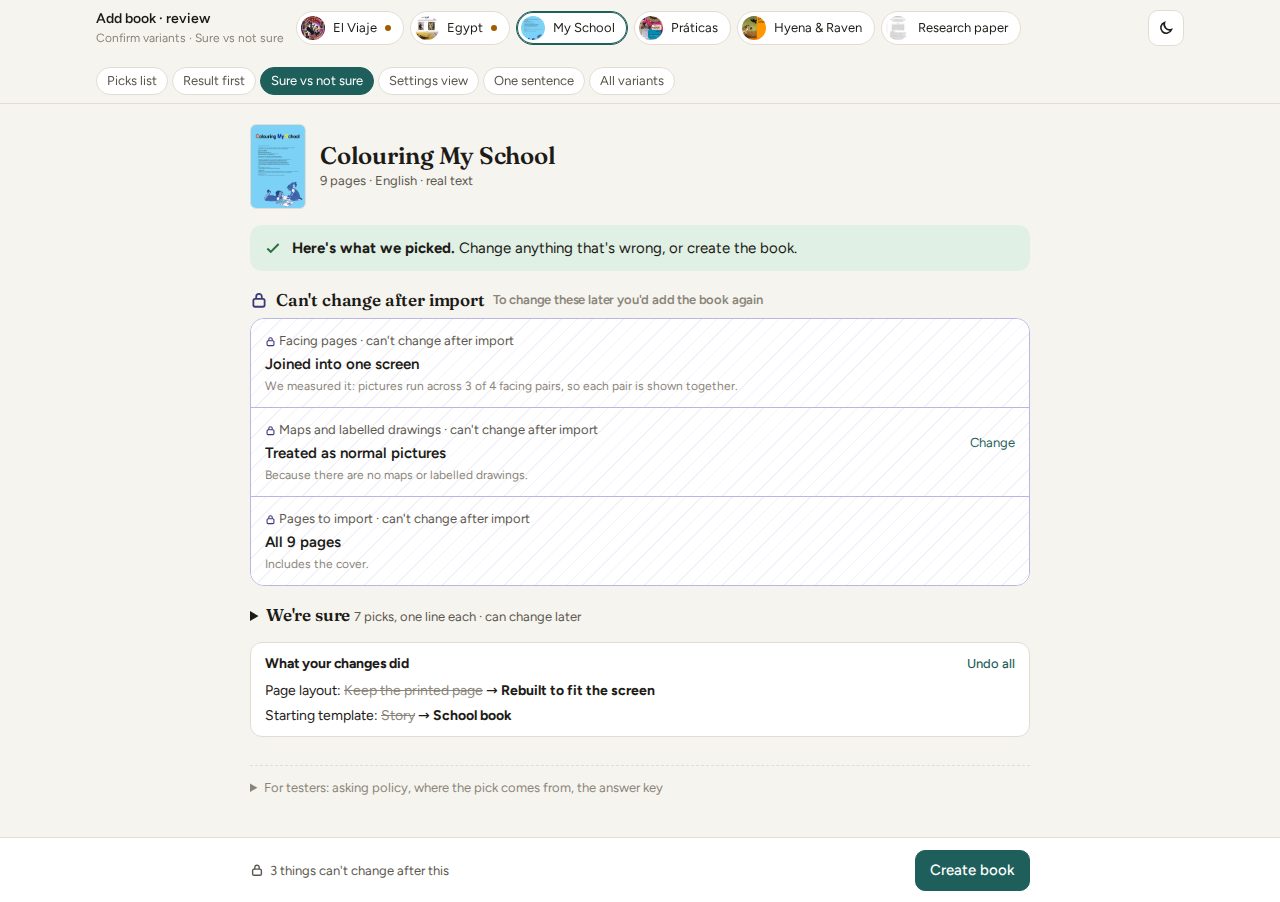 Add book · review
Confirm variants · Sure vs not sure
El Viaje
Egypt
My School
Práticas
Hyena & Raven
Research paper
Picks list
Result first
Sure vs not sure
Settings view
One sentence
All variants
Colouring My School
Colouring My School
9 pages · English · real text
Here's what we picked. Change anything that's wrong, or create the book.
Can't change after import To change these later you'd add the book again
Facing pages · can't change after import
Joined into one screen
We measured it: pictures run across 3 of 4 facing pairs, so each pair is shown together.
Maps and labelled drawings · can't change after import
Change
Treated as normal pictures
Because there are no maps or labelled drawings.
Pages to import · can't change after import
All 9 pages
Includes the cover.
We're sure 7 picks, one line each · can change later
What your changes did
Undo all
Page layout: Keep the printed page → Rebuilt to fit the screen
Starting template: Story → School book
For testers: asking policy, where the pick comes from, the answer key
3 things can't change after this
Create book